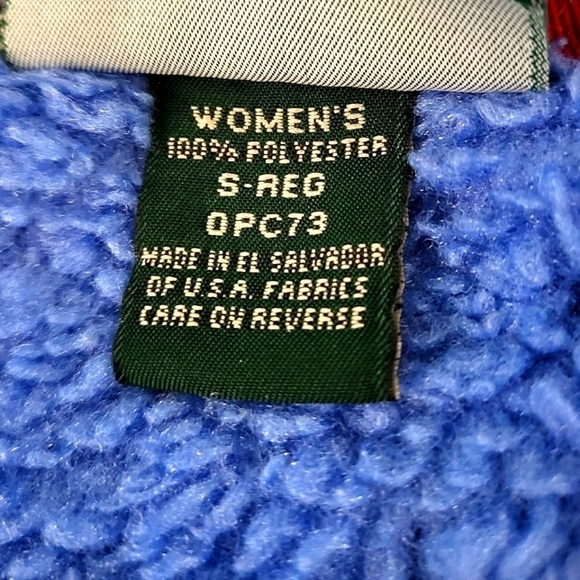 WOMEN'S
100% POLYESTER
S-REG
0PC73
MADE IN EL SALVADOR
OF U.S.A. FABRICS
CARE ON REVERSE